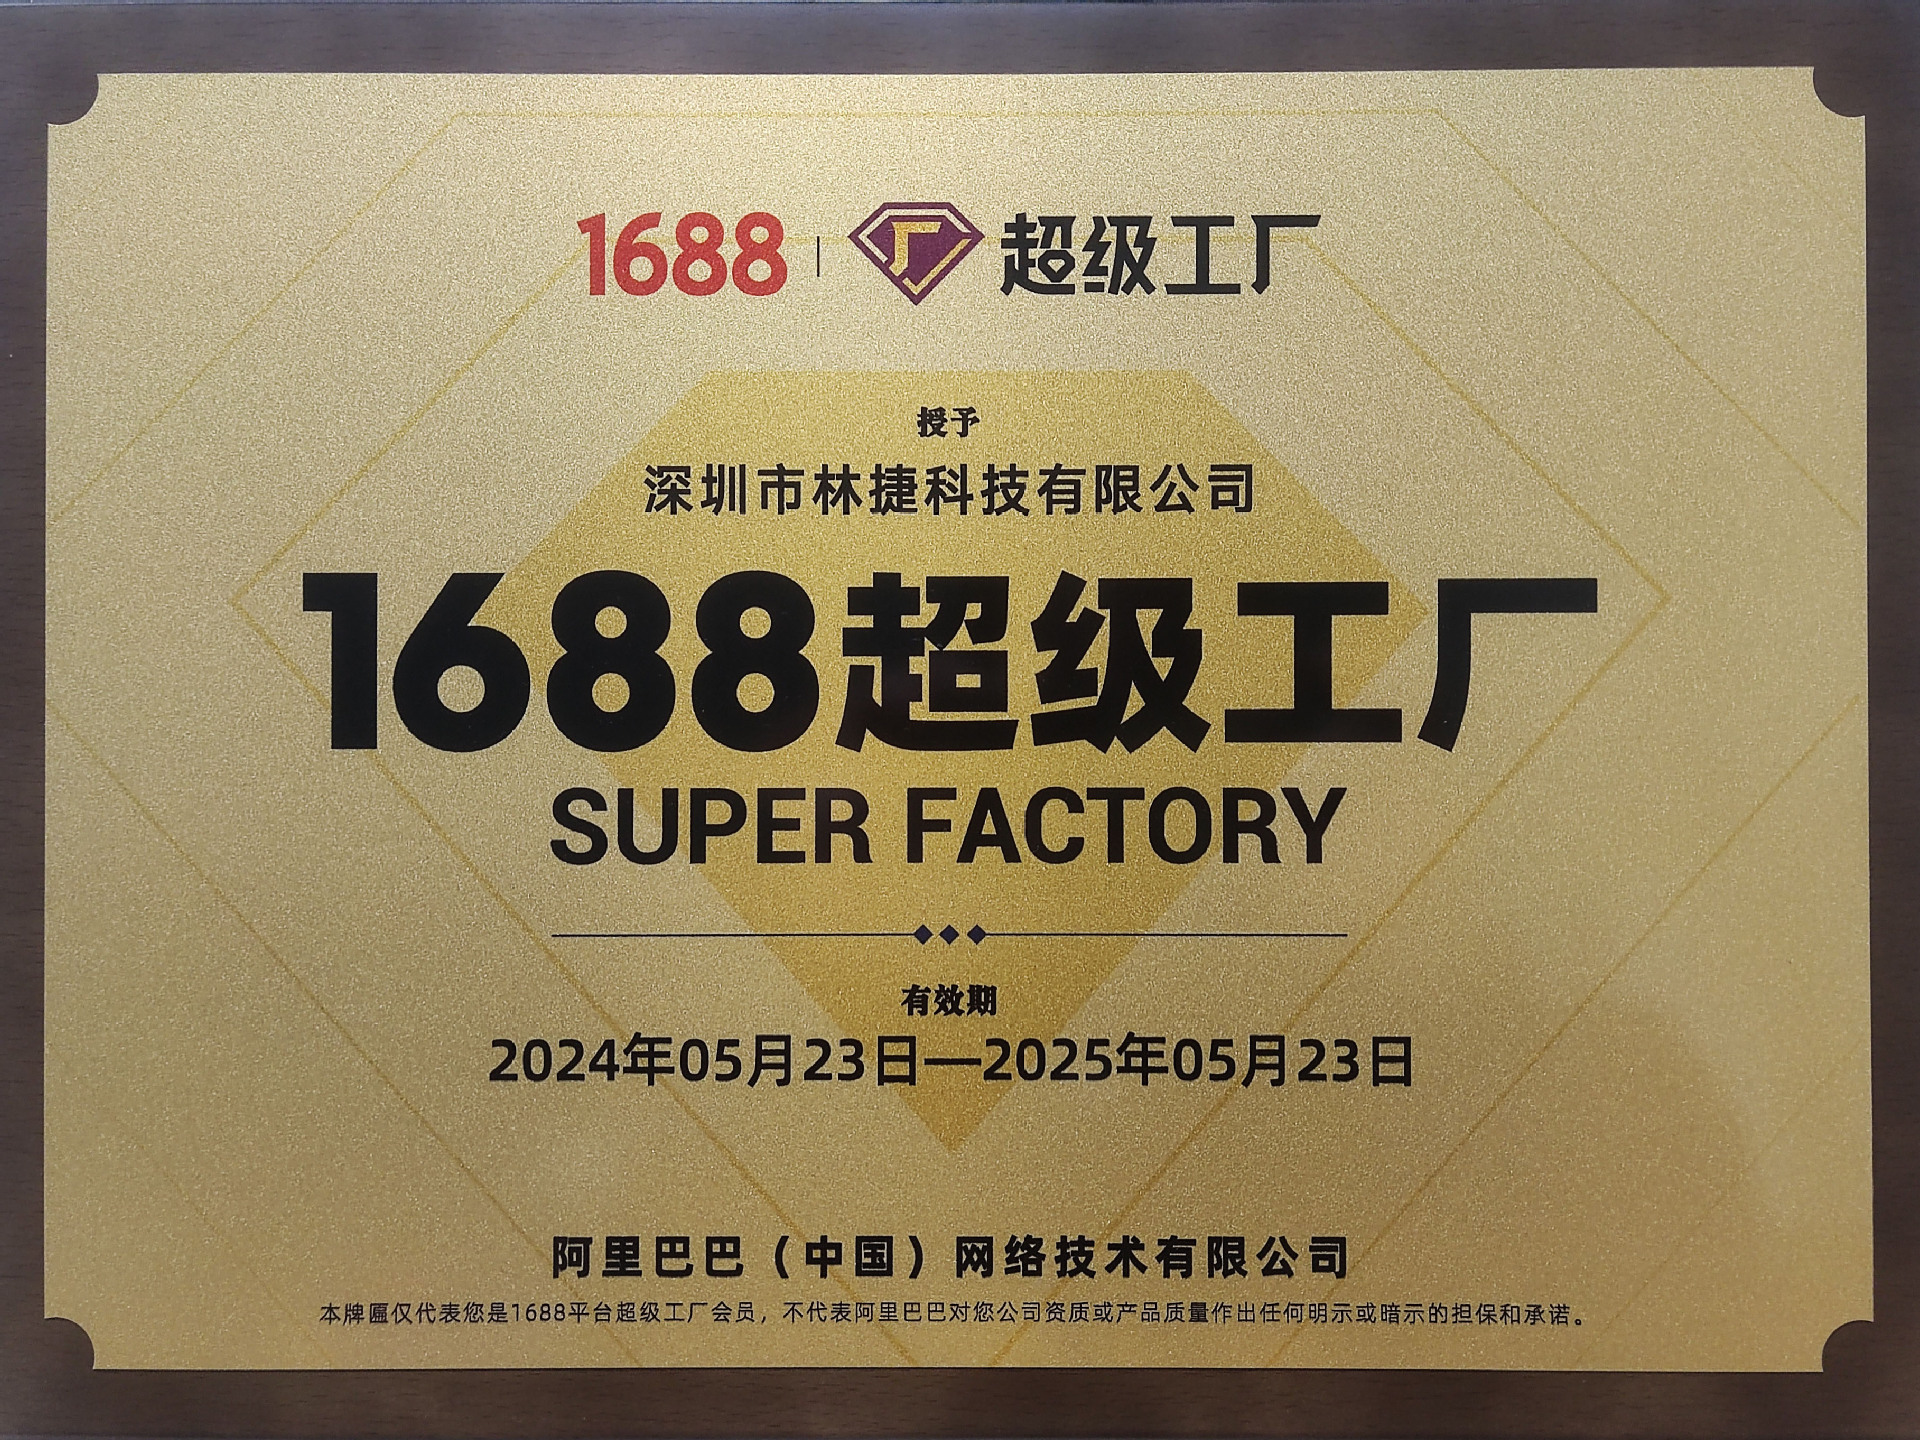 1688 | 超级工厂
授予
深圳市林捷科技有限公司
1688超级工厂
SUPER FACTORY
有效期
2024年05月23日—2025年05月23日
阿里巴巴（中国）网络技术有限公司
本牌匾仅代表您是1688平台超级工厂会员，不代表阿里巴巴对您公司资质或产品质量作出任何明示或暗示的担保和承诺。